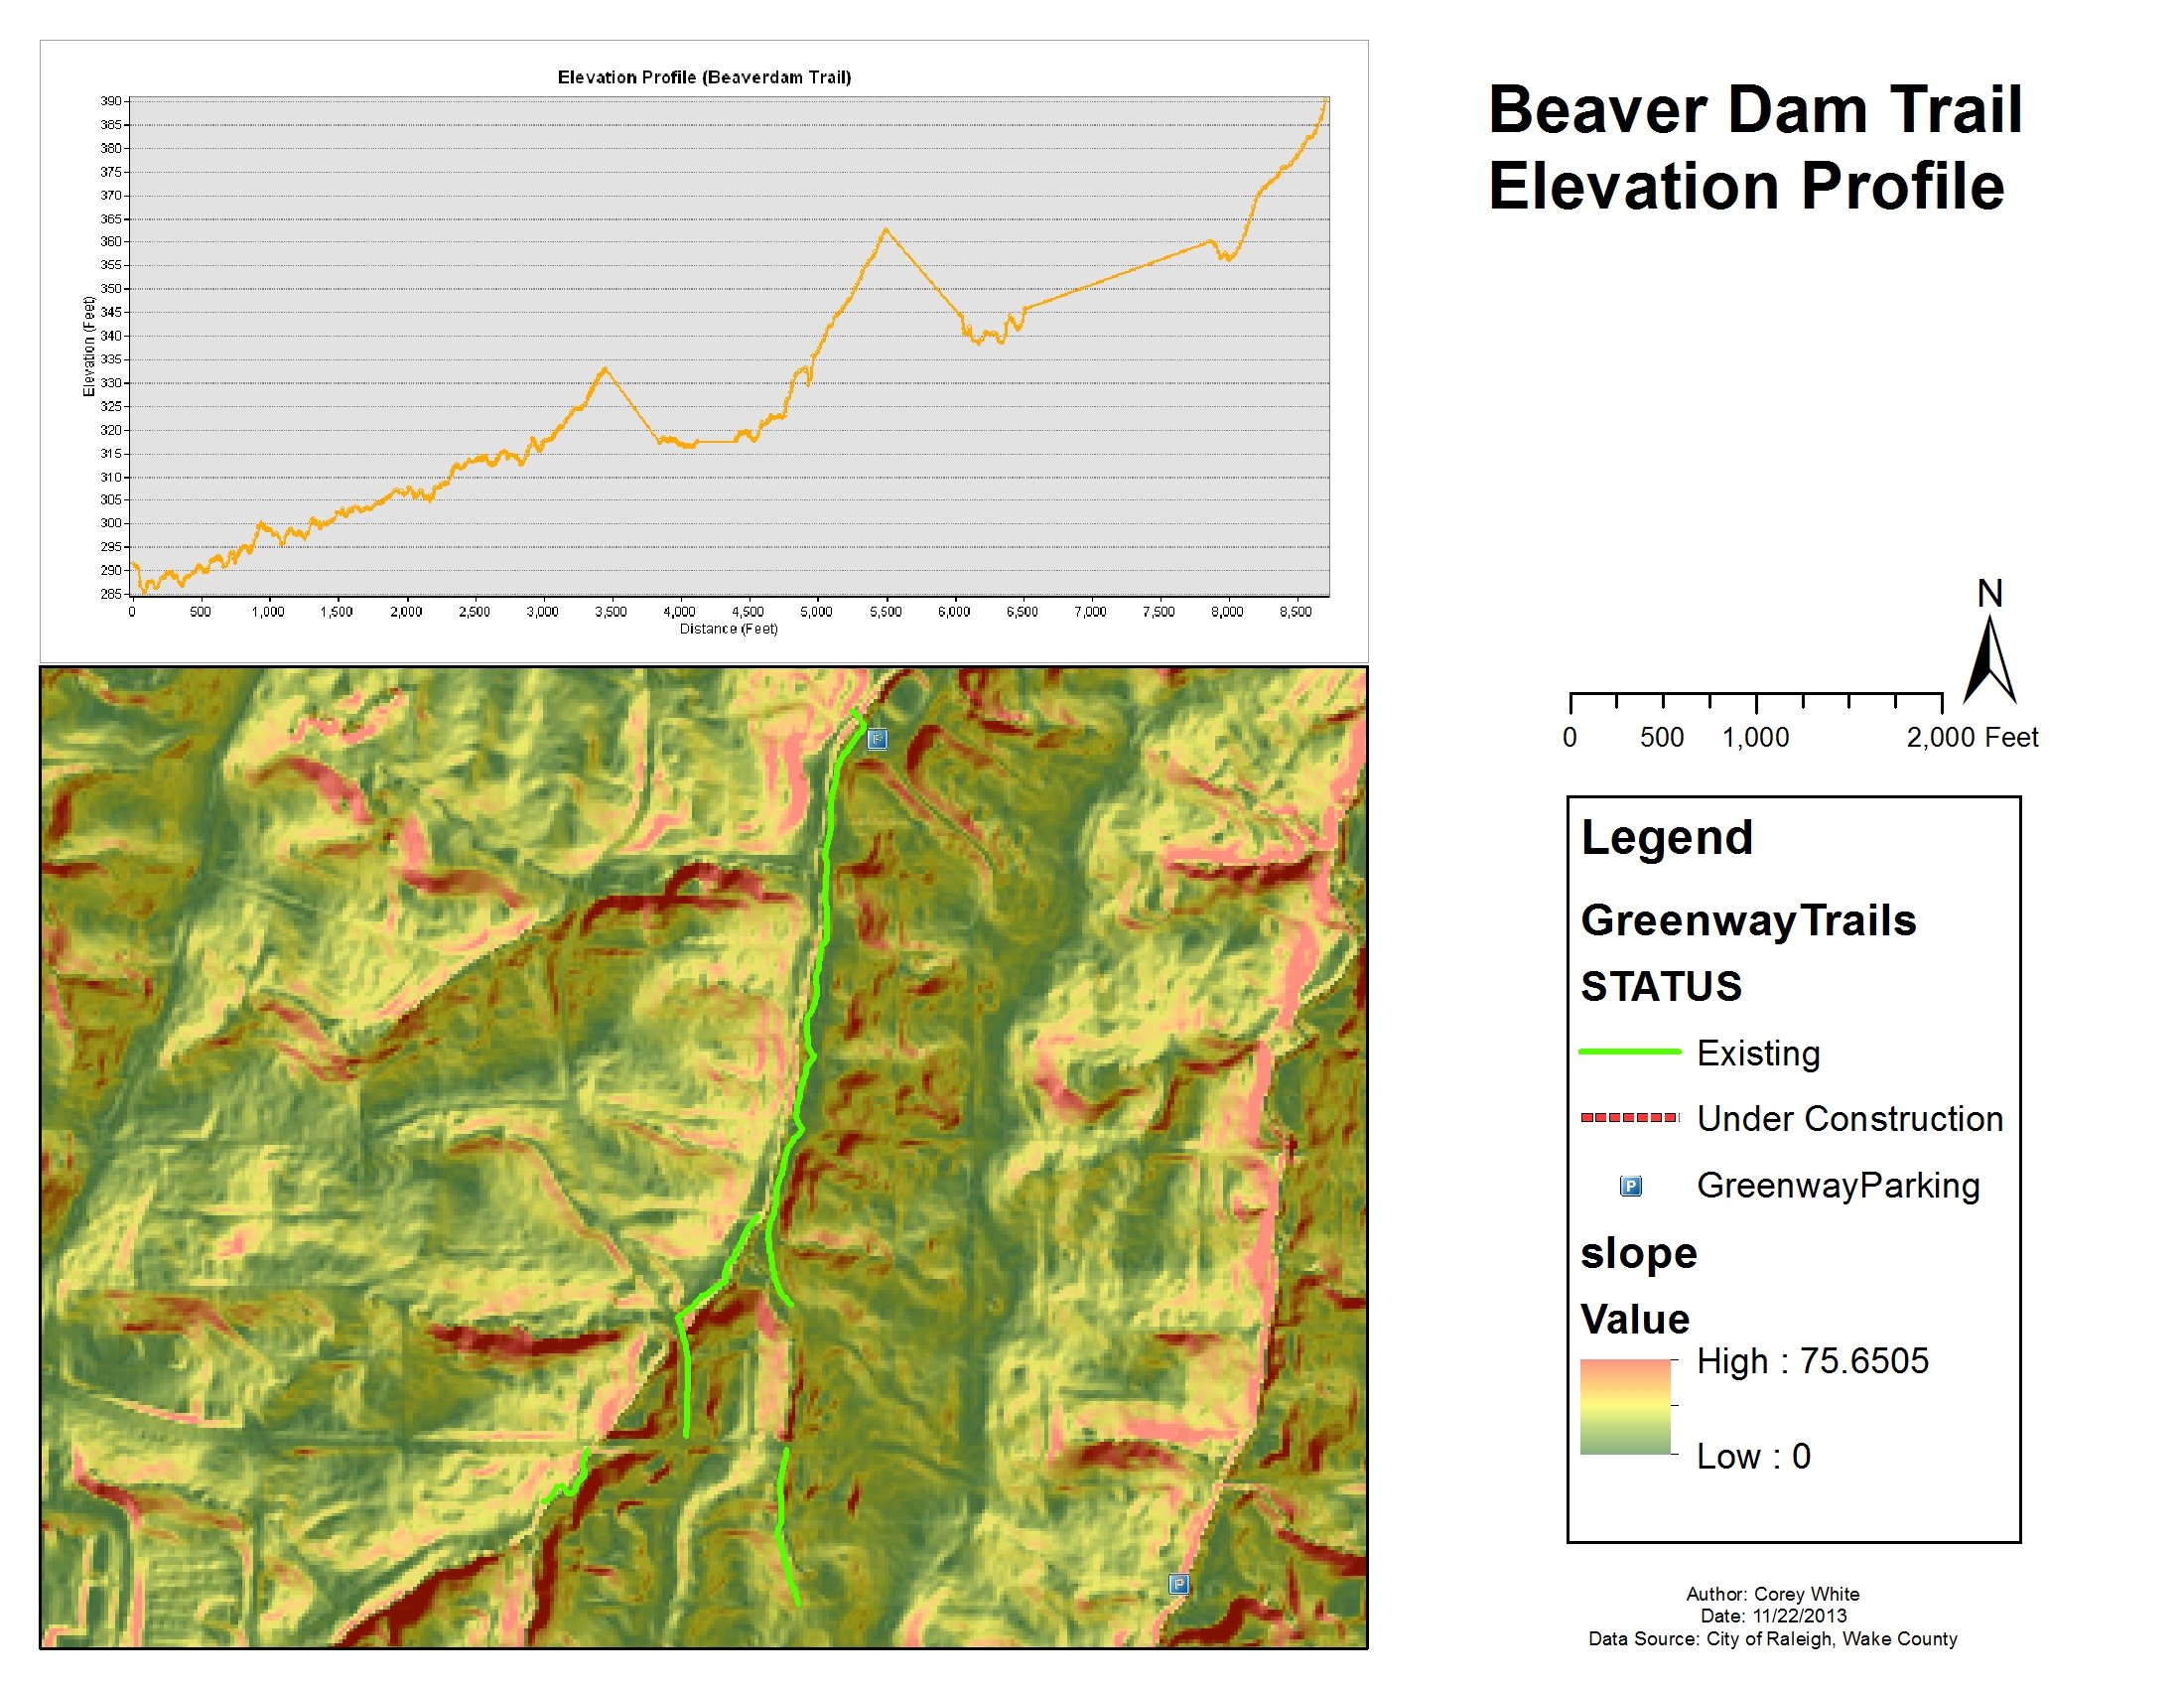 Elevation Profile (Beaverdam Trail)
390
385
380
375
370
365
360
355
350
345
340
335
330
325
320
315
310
305
300
295
290
285
Elevation (Feet)
0 500 1,000 1,500 2,000 2,500 3,000 3,500 4,000 4,500 5,000 5,500 6,000 6,500 7,000 7,500 8,000 8,500
Distance (Feet)
Beaver Dam Trail
Elevation Profile
N
0 500 1,000 2,000 Feet
Legend
GreenwayTrails
STATUS
Existing
Under Construction
P GreenwayParking
slope
Value
High : 75.6505
Low : 0
Author: Corey White
Date: 11/22/2013
Data Source: City of Raleigh, Wake County
P
P